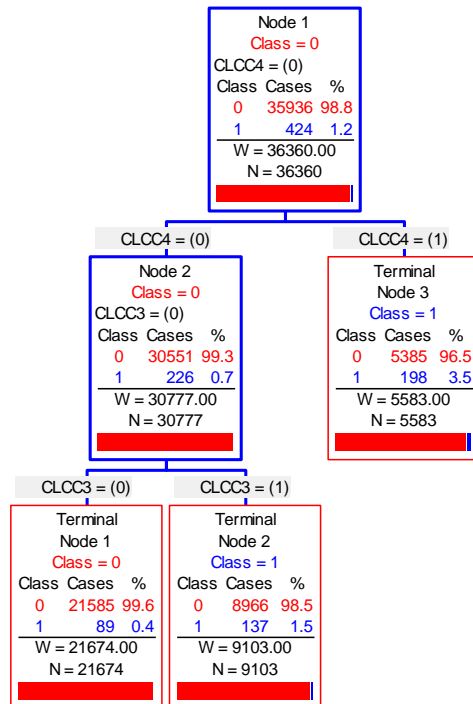 Node 1
Class = 0
CLCC4 = (0)
Class Cases %
0 35936 98.8
1 424 1.2
W = 36360.00
N = 36360
CLCC4 = (0)
CLCC4 = (1)
Node 2
Class = 0
CLCC3 = (0)
Class Cases %
0 30551 99.3
1 226 0.7
W = 30777.00
N = 30777
Terminal
Node 3
Class = 1
Class Cases %
0 5385 96.5
1 198 3.5
W = 5583.00
N = 5583
CLCC3 = (0)
CLCC3 = (1)
Terminal
Node 1
Class = 0
Class Cases %
0 21585 99.6
1 89 0.4
W = 21674.00
N = 21674
Terminal
Node 2
Class = 1
Class Cases %
0 8966 98.5
1 137 1.5
W = 9103.00
N = 9103